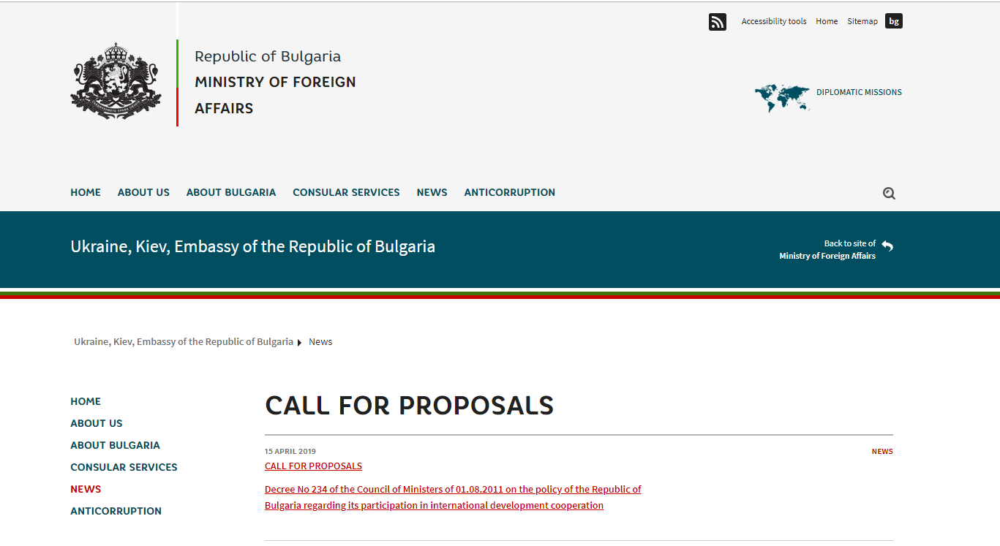 Accessibility tools Home Sitemap bg
Republic of Bulgaria
MINISTRY OF FOREIGN
AFFAIRS
DIPLOMATIC MISSIONS
HOME ABOUT US ABOUT BULGARIA CONSULAR SERVICES NEWS ANTICORRUPTION
Ukraine, Kiev, Embassy of the Republic of Bulgaria
Back to site of
Ministry of Foreign Affairs
Ukraine, Kiev, Embassy of the Republic of Bulgaria News
HOME
ABOUT US
ABOUT BULGARIA
CONSULAR SERVICES
NEWS
ANTICORRUPTION
CALL FOR PROPOSALS
15 APRIL 2019 NEWS
CALL FOR PROPOSALS
Decree No 234 of the Council of Ministers of 01.08.2011 on the policy of the Republic of
Bulgaria regarding its participation in international development cooperation